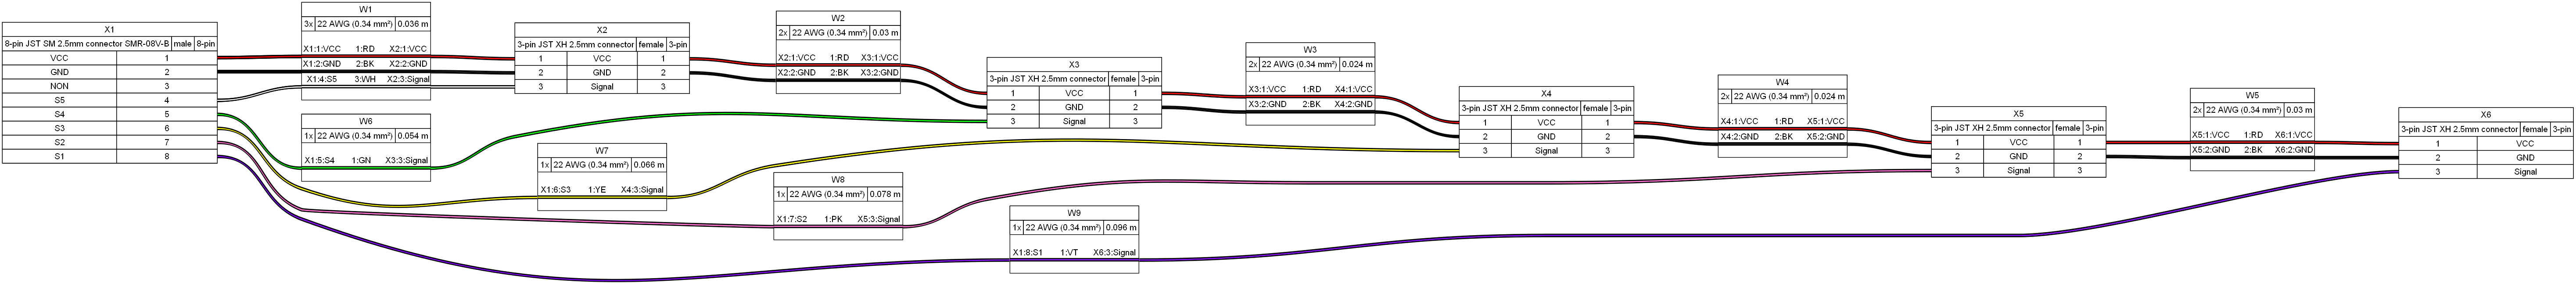 X1
8-pin JST SM 2.5mm connector SMR-08V-B male 8-pin
VCC 1
GND 2
NON 3
S5 4
S4 5
S3 6
S2 7
S1 8
W1
3x 22 AWG (0.34 mm²) 0.036 m
X1:1:VCC 1:RD X2:1:VCC
X1:2:GND 2:BK X2:2:GND
X1:4:S5 3:WH X2:3:Signal
W6
1x 22 AWG (0.34 mm²) 0.054 m
X1:5:S4 1:GN X3:3:Signal
X2
3-pin JST XH 2.5mm connector female 3-pin
1 VCC 1
2 GND 2
3 Signal 3
W7
1x 22 AWG (0.34 mm²) 0.066 m
X1:6:S3 1:YE X4:3:Signal
W2
2x 22 AWG (0.34 mm²) 0.03 m
X2:1:VCC 1:RD X3:1:VCC
X2:2:GND 2:BK X3:2:GND
W8
1x 22 AWG (0.34 mm²) 0.078 m
X1:7:S2 1:PK X5:3:Signal
X3
3-pin JST XH 2.5mm connector female 3-pin
1 VCC 1
2 GND 2
3 Signal 3
W9
1x 22 AWG (0.34 mm²) 0.096 m
X1:8:S1 1:VT X6:3:Signal
W3
2x 22 AWG (0.34 mm²) 0.024 m
X3:1:VCC 1:RD X4:1:VCC
X3:2:GND 2:BK X4:2:GND
X4
3-pin JST XH 2.5mm connector female 3-pin
1 VCC 1
2 GND 2
3 Signal 3
W4
2x 22 AWG (0.34 mm²) 0.024 m
X4:1:VCC 1:RD X5:1:VCC
X4:2:GND 2:BK X5:2:GND
X5
3-pin JST XH 2.5mm connector female 3-pin
1 VCC 1
2 GND 2
3 Signal 3
W5
2x 22 AWG (0.34 mm²) 0.03 m
X5:1:VCC 1:RD X6:1:VCC
X5:2:GND 2:BK X6:2:GND
X6
3-pin JST XH 2.5mm connector female 3-pin
1 VCC
2 GND
3 Signal